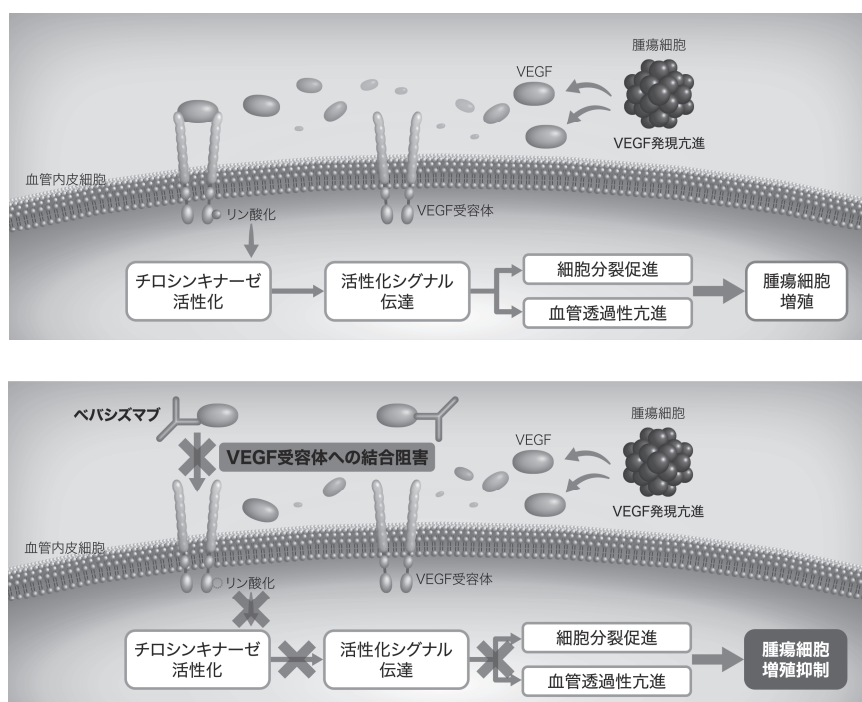 腫瘍細胞
VEGF
VEGF発現亢進
血管内皮細胞
リン酸化
VEGF受容体
チロシンキナーゼ
活性化
活性化シグナル
伝達
細胞分裂促進
血管透過性亢進
腫瘍細胞
増殖
ベバシズマブ
VEGF受容体への結合阻害
腫瘍細胞
VEGF
VEGF発現亢進
血管内皮細胞
リン酸化
VEGF受容体
チロシンキナーゼ
活性化
活性化シグナル
伝達
細胞分裂促進
血管透過性亢進
腫瘍細胞
増殖抑制